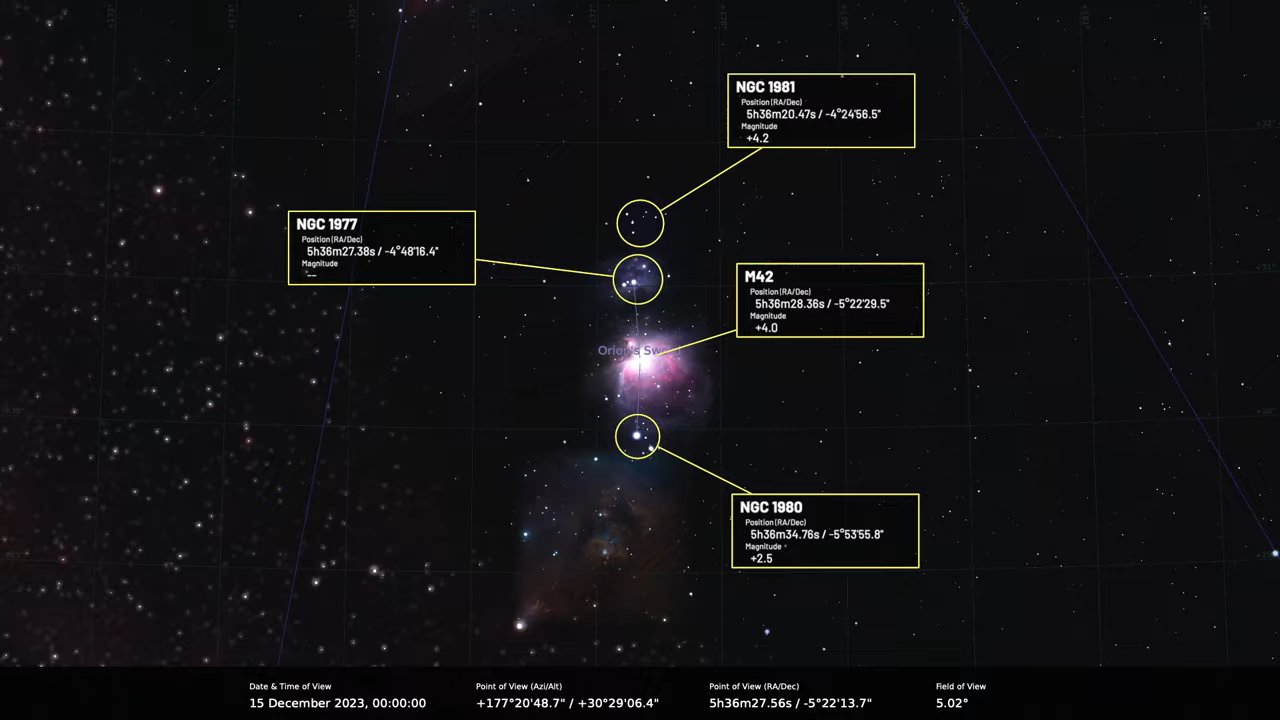 NGC 1981
Position (RA/Dec)
5h36m20.47s / -4°24'56.5"
Magnitude
+4.2
NGC 1977
Position (RA/Dec)
5h36m27.38s / -4°48'16.4"
Magnitude
--
M42
Position (RA/Dec)
5h36m28.36s / -5°22'29.5"
Magnitude
+4.0
Orion's Sword
NGC 1980
Position (RA/Dec)
5h36m34.76s / -5°53'55.8"
Magnitude
+2.5
Date & Time of View
15 December 2023, 00:00:00
Point of View (Azi/Alt)
+177°20'48.7" / +30°29'06.4"
Point of View (RA/Dec)
5h36m27.56s / -5°22'13.7"
Field of View
5.02°